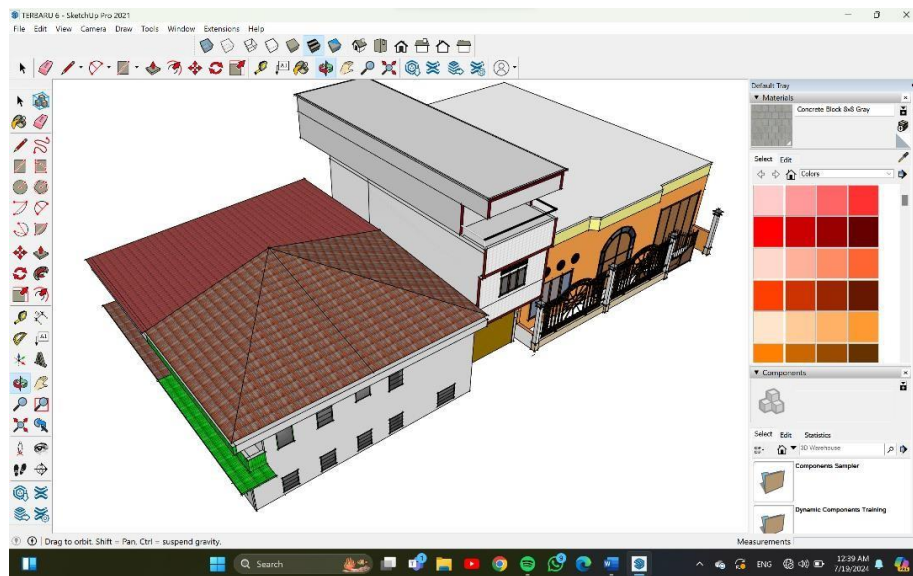 TERBARU 6 - SketchUp Pro 2021
File Edit View Camera Draw Tools Window Extensions Help
Default Tray
Materials
Concrete Block 8x8 Gray
Select Edit
Colors
Components
Select Edit Statistics
3D Warehouse
Components Sampler
Dynamic Components Training
Drag to orbit. Shift = Pan, Ctrl = suspend gravity.
Measurements
Search
ENG
12:39 AM
7/19/2024